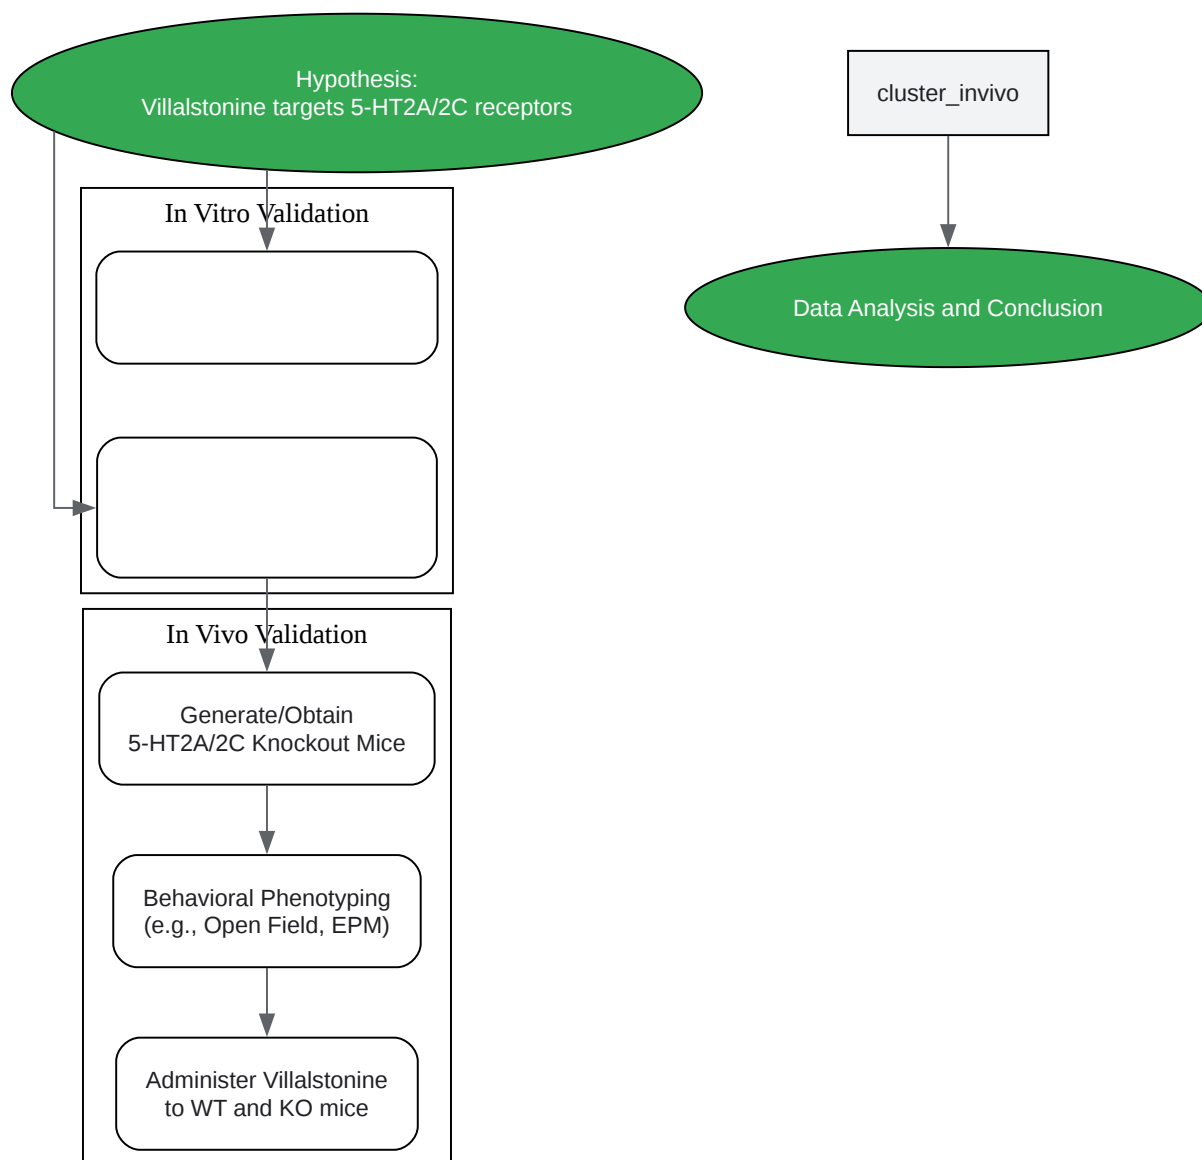 Hypothesis:
Villalstonine targets 5-HT2A/2C receptors
cluster_invivo
In Vitro Validation
Data Analysis and Conclusion
In Vivo Validation
Generate/Obtain
5-HT2A/2C Knockout Mice
Behavioral Phenotyping
(e.g., Open Field, EPM)
Administer Villalstonine
to WT and KO mice